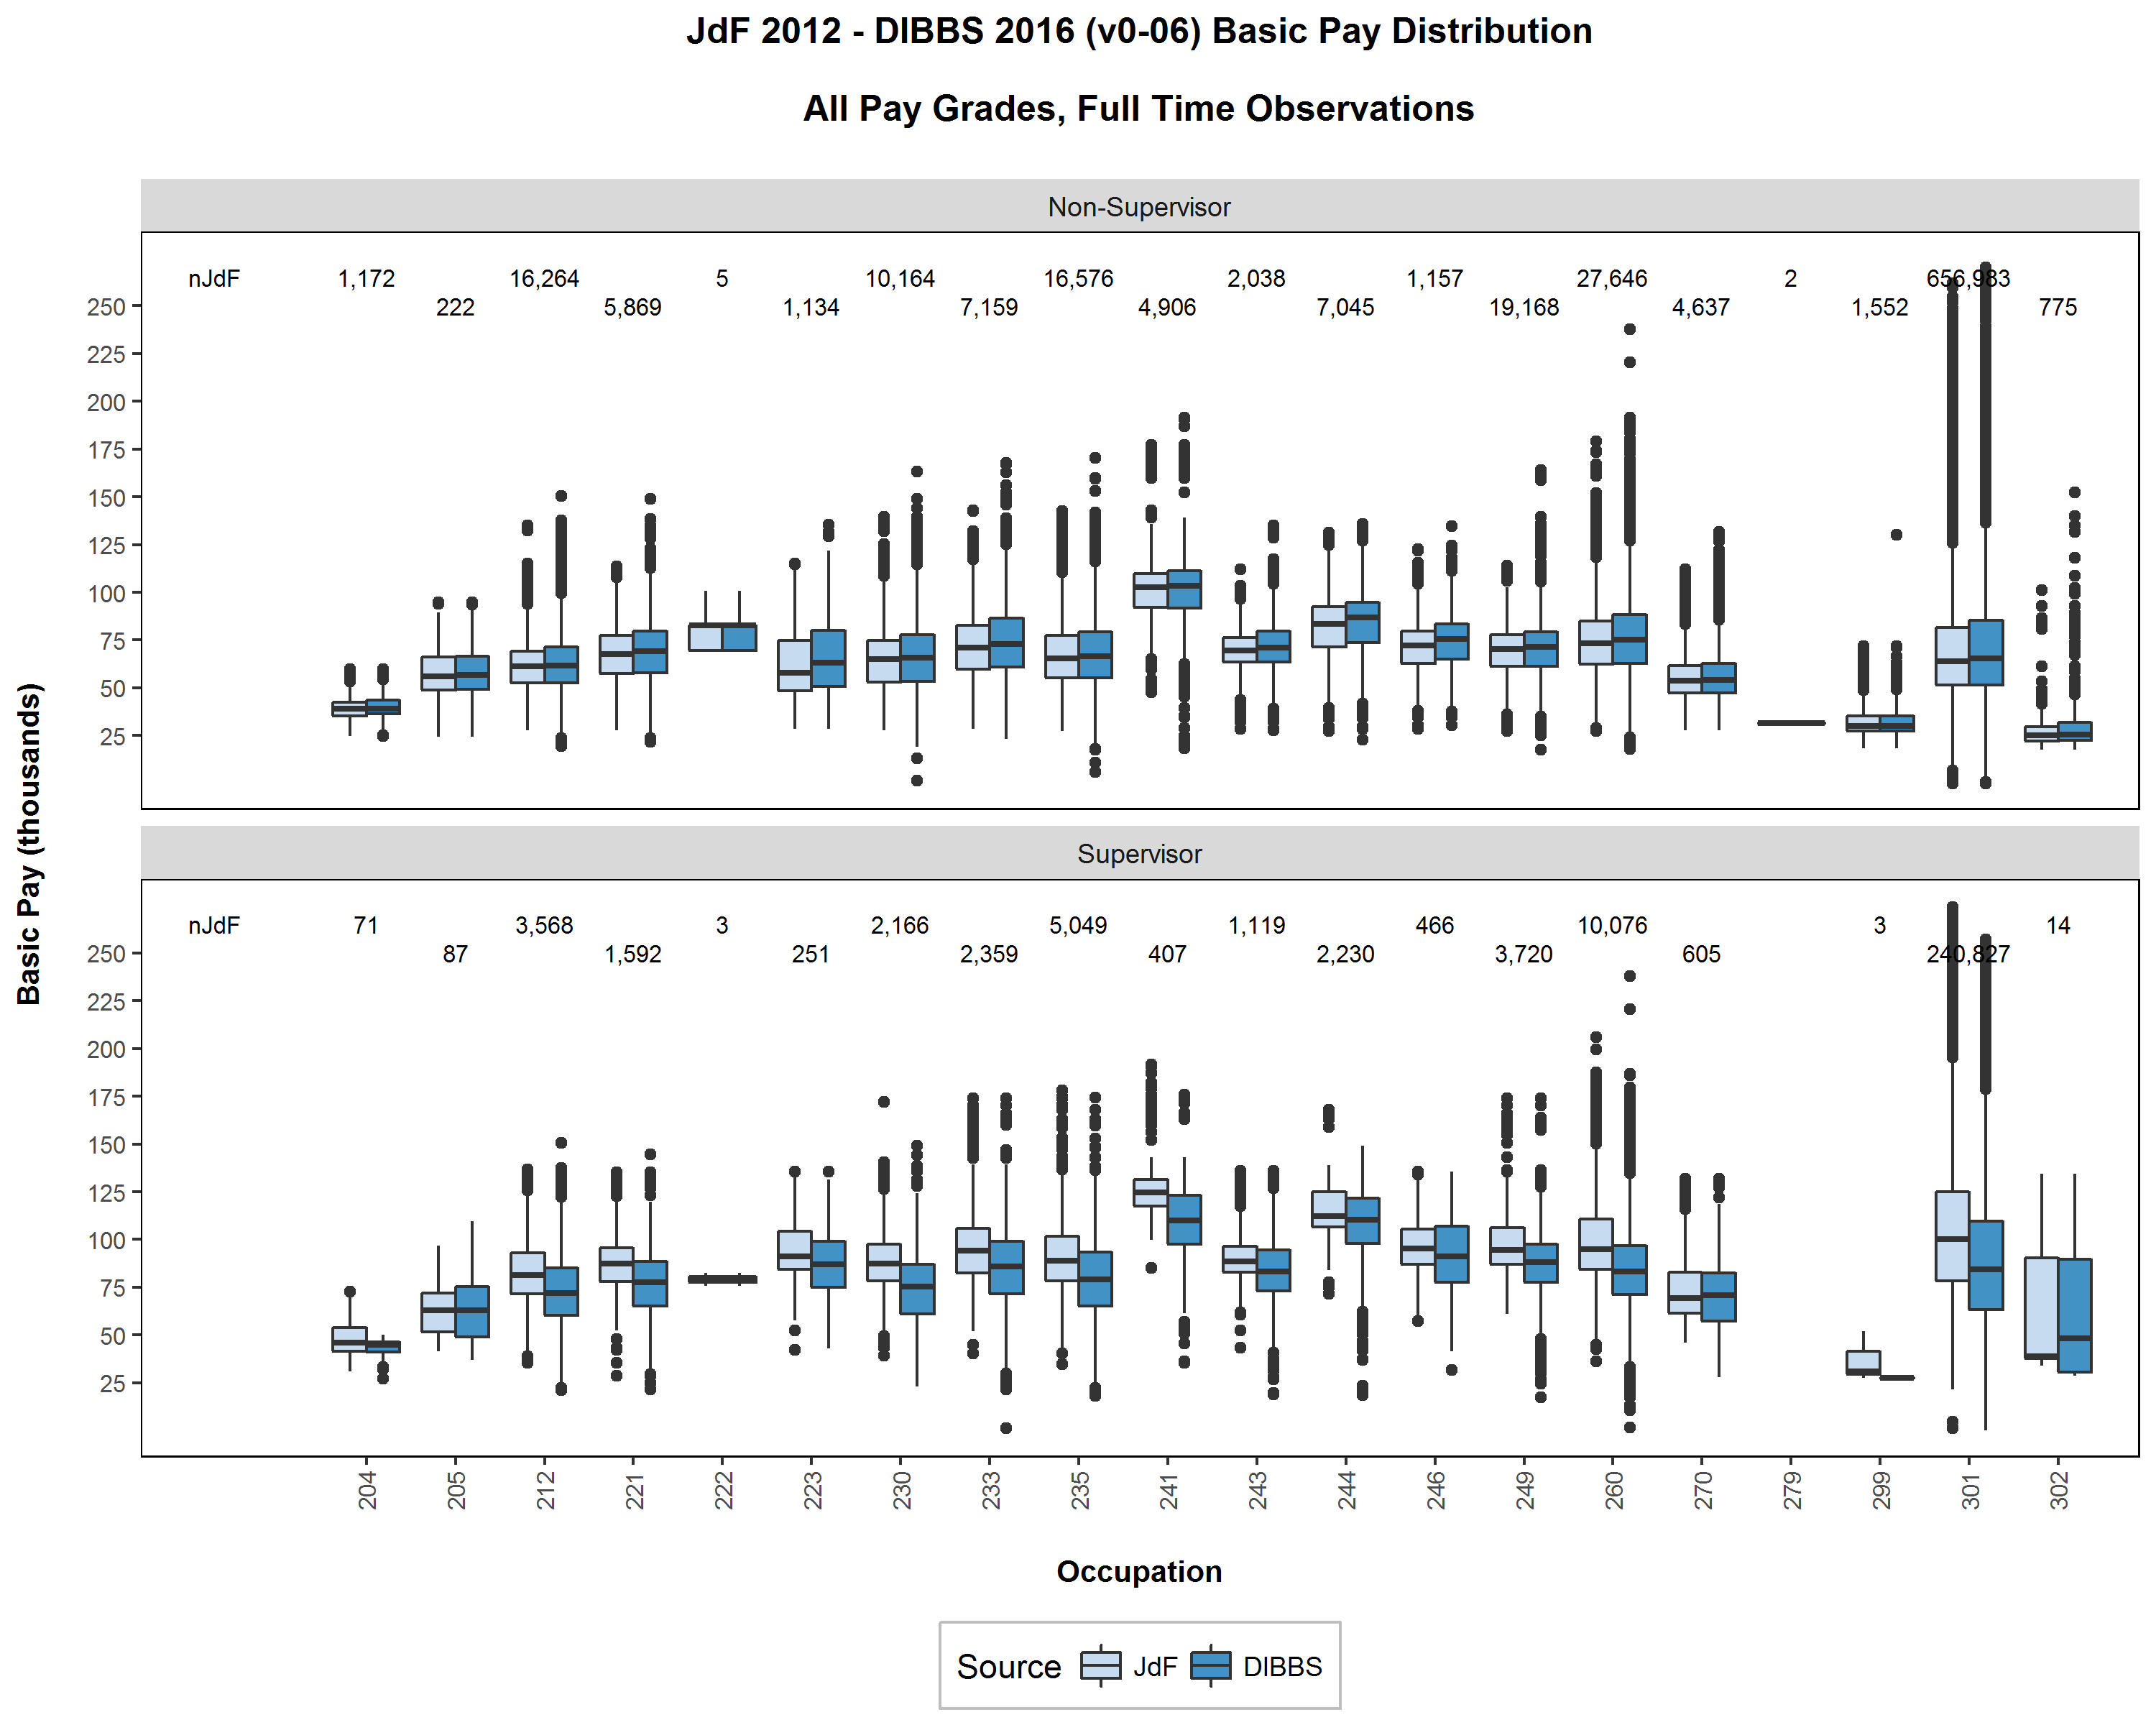 JdF 2012 - DIBBS 2016 (v0-06) Basic Pay Distribution
All Pay Grades, Full Time Observations
Non-Supervisor
nJdF 1,172 16,264 5 10,164 16,576 2,038 1,157 27,646 2 656,983
222 5,869 1,134 7,159 4,906 7,045 19,168 4,637 1,552 775
250
225
200
175
150
125
100
75
50
25
Basic Pay (thousands)
Supervisor
nJdF 71 3,568 3 2,166 5,049 1,119 466 10,076 3 14
87 1,592 251 2,359 407 2,230 3,720 605 240,827
250
225
200
175
150
125
100
75
50
25
204 205 212 221 222 223 230 233 235 241 243 244 246 249 260 270 279 299 301 302
Occupation
Source JdF DIBBS